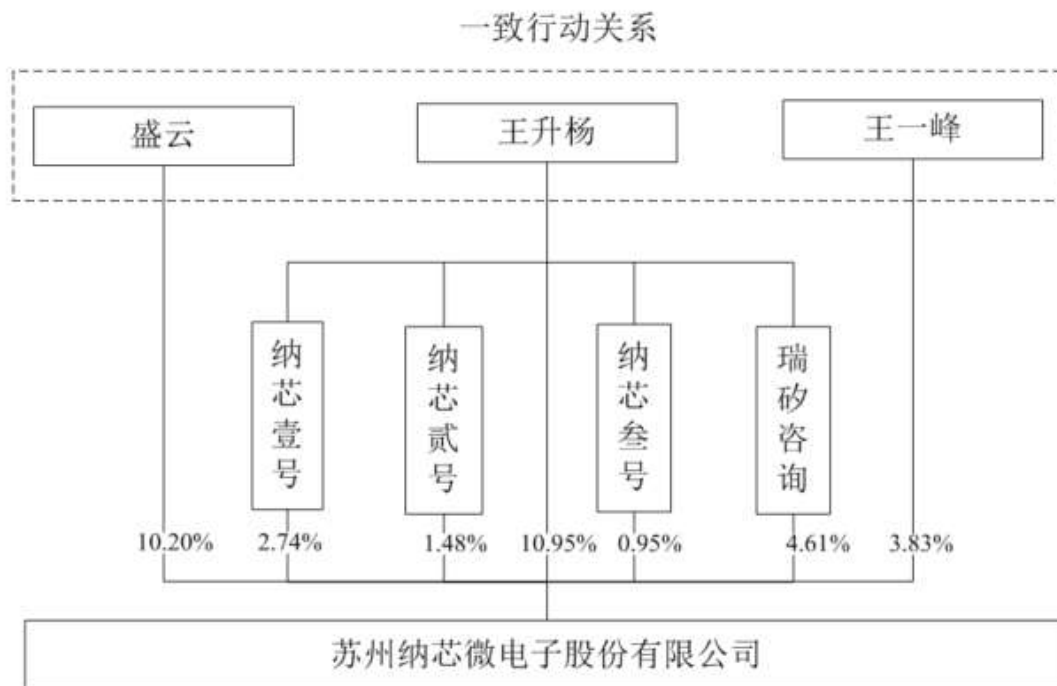 一致行动关系
盛云
王升杨
王一峰
纳芯壹号
纳芯贰号
纳芯叁号
瑞矽咨询
10.20%
2.74%
1.48%
10.95%
0.95%
4.61%
3.83%
苏州纳芯微电子股份有限公司